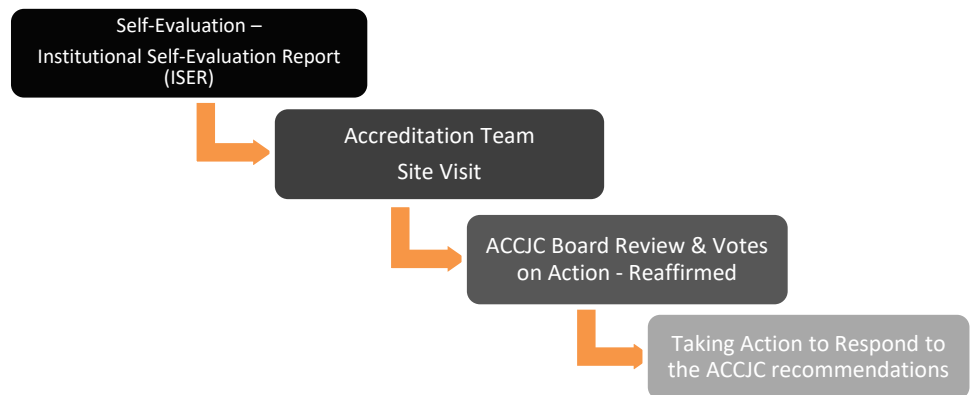 Self-Evaluation –
Institutional Self-Evaluation Report
(ISER)
Accreditation Team
Site Visit
ACCJC Board Review & Votes
on Action - Reaffirmed
Taking Action to Respond to
the ACCJC recommendations